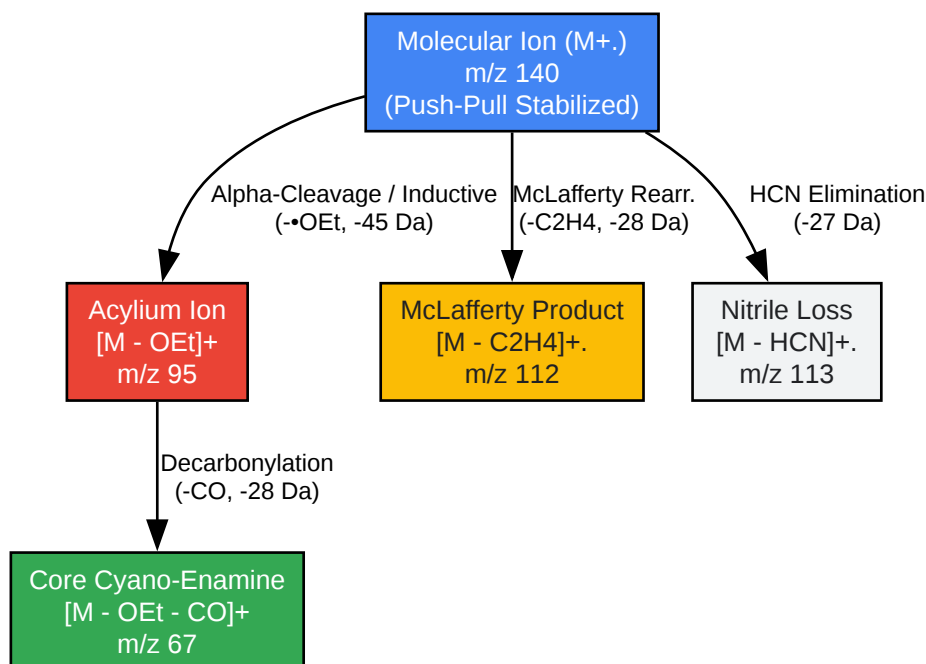 Molecular Ion (M+.)
m/z 140
(Push-Pull Stabilized)
Alpha-Cleavage / Inductive
(-•OEt, -45 Da)
McLafferty Rearr.
(-C2H4, -28 Da)
HCN Elimination
(-27 Da)
Acylium Ion
[M - OEt]+
m/z 95
McLafferty Product
[M - C2H4]+.
m/z 112
Nitrile Loss
[M - HCN]+.
m/z 113
Decarbonylation
(-CO, -28 Da)
Core Cyano-Enamine
[M - OEt - CO]+
m/z 67